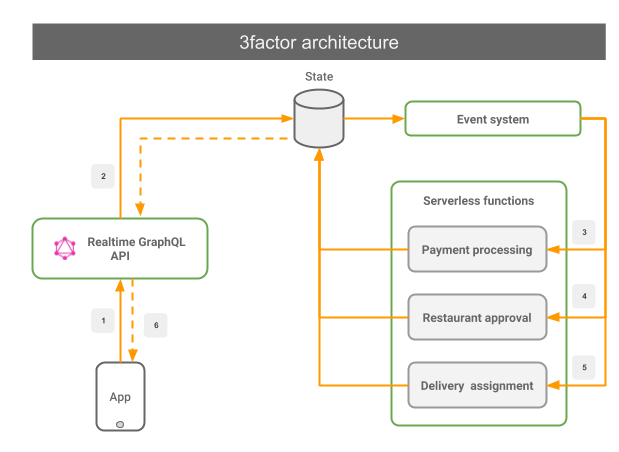 3factor architecture
State
Event system
2
Serverless functions
3
Payment processing
Realtime GraphQL
API
4
Restaurant approval
1
6
5
Delivery assignment
App